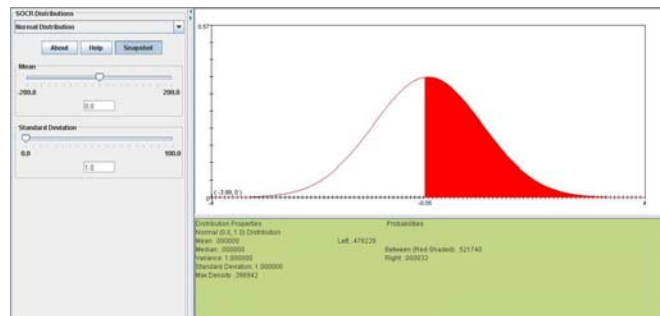 SOCR Distributions
Normal Distribution
About Help Snapshot
Mean
-200.0 200.0
0.0
Standard Deviation
0.0 100.0
1.0
0.57
0
-4 -0.05 4
Distribution Properties
Normal (0.0, 1.0) Distribution
Mean: .000000
Median: .000000
Variance: 1.000000
Standard Deviation: 1.000000
Max Density: .398942
Probabilities
Left: .478228
Between (Red-Shaded): .521740
Right: .000032